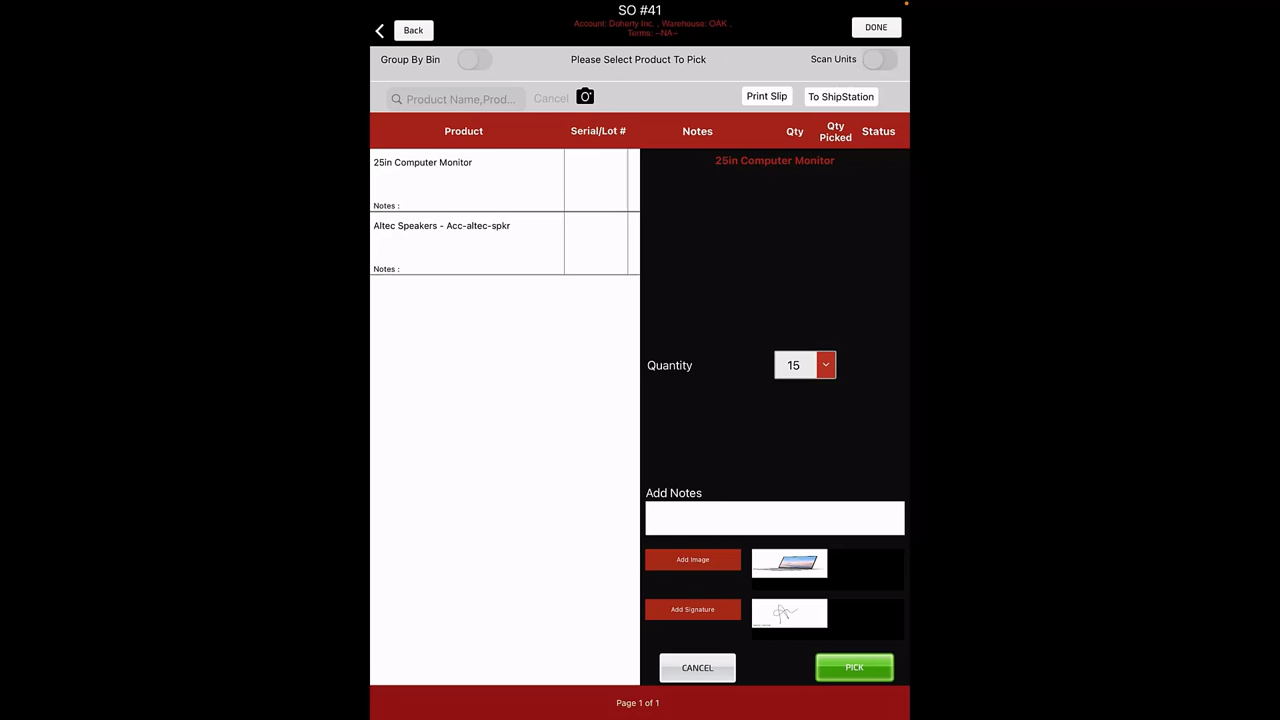 SO #41
Account: Doherty Inc. , Warehouse: OAK ,
Terms: --NA--
Back
DONE
Group By Bin
Please Select Product To Pick
Scan Units
Product Name,Prod...
Cancel
Print Slip
To ShipStation
Product
Serial/Lot #
Notes
Qty
Qty
Picked
Status
25in Computer Monitor
Notes :
Altec Speakers - Acc-altec-spkr
Notes :
25in Computer Monitor
Quantity
15
Add Notes
Add Image
Add Signature
CANCEL
PICK
Page 1 of 1